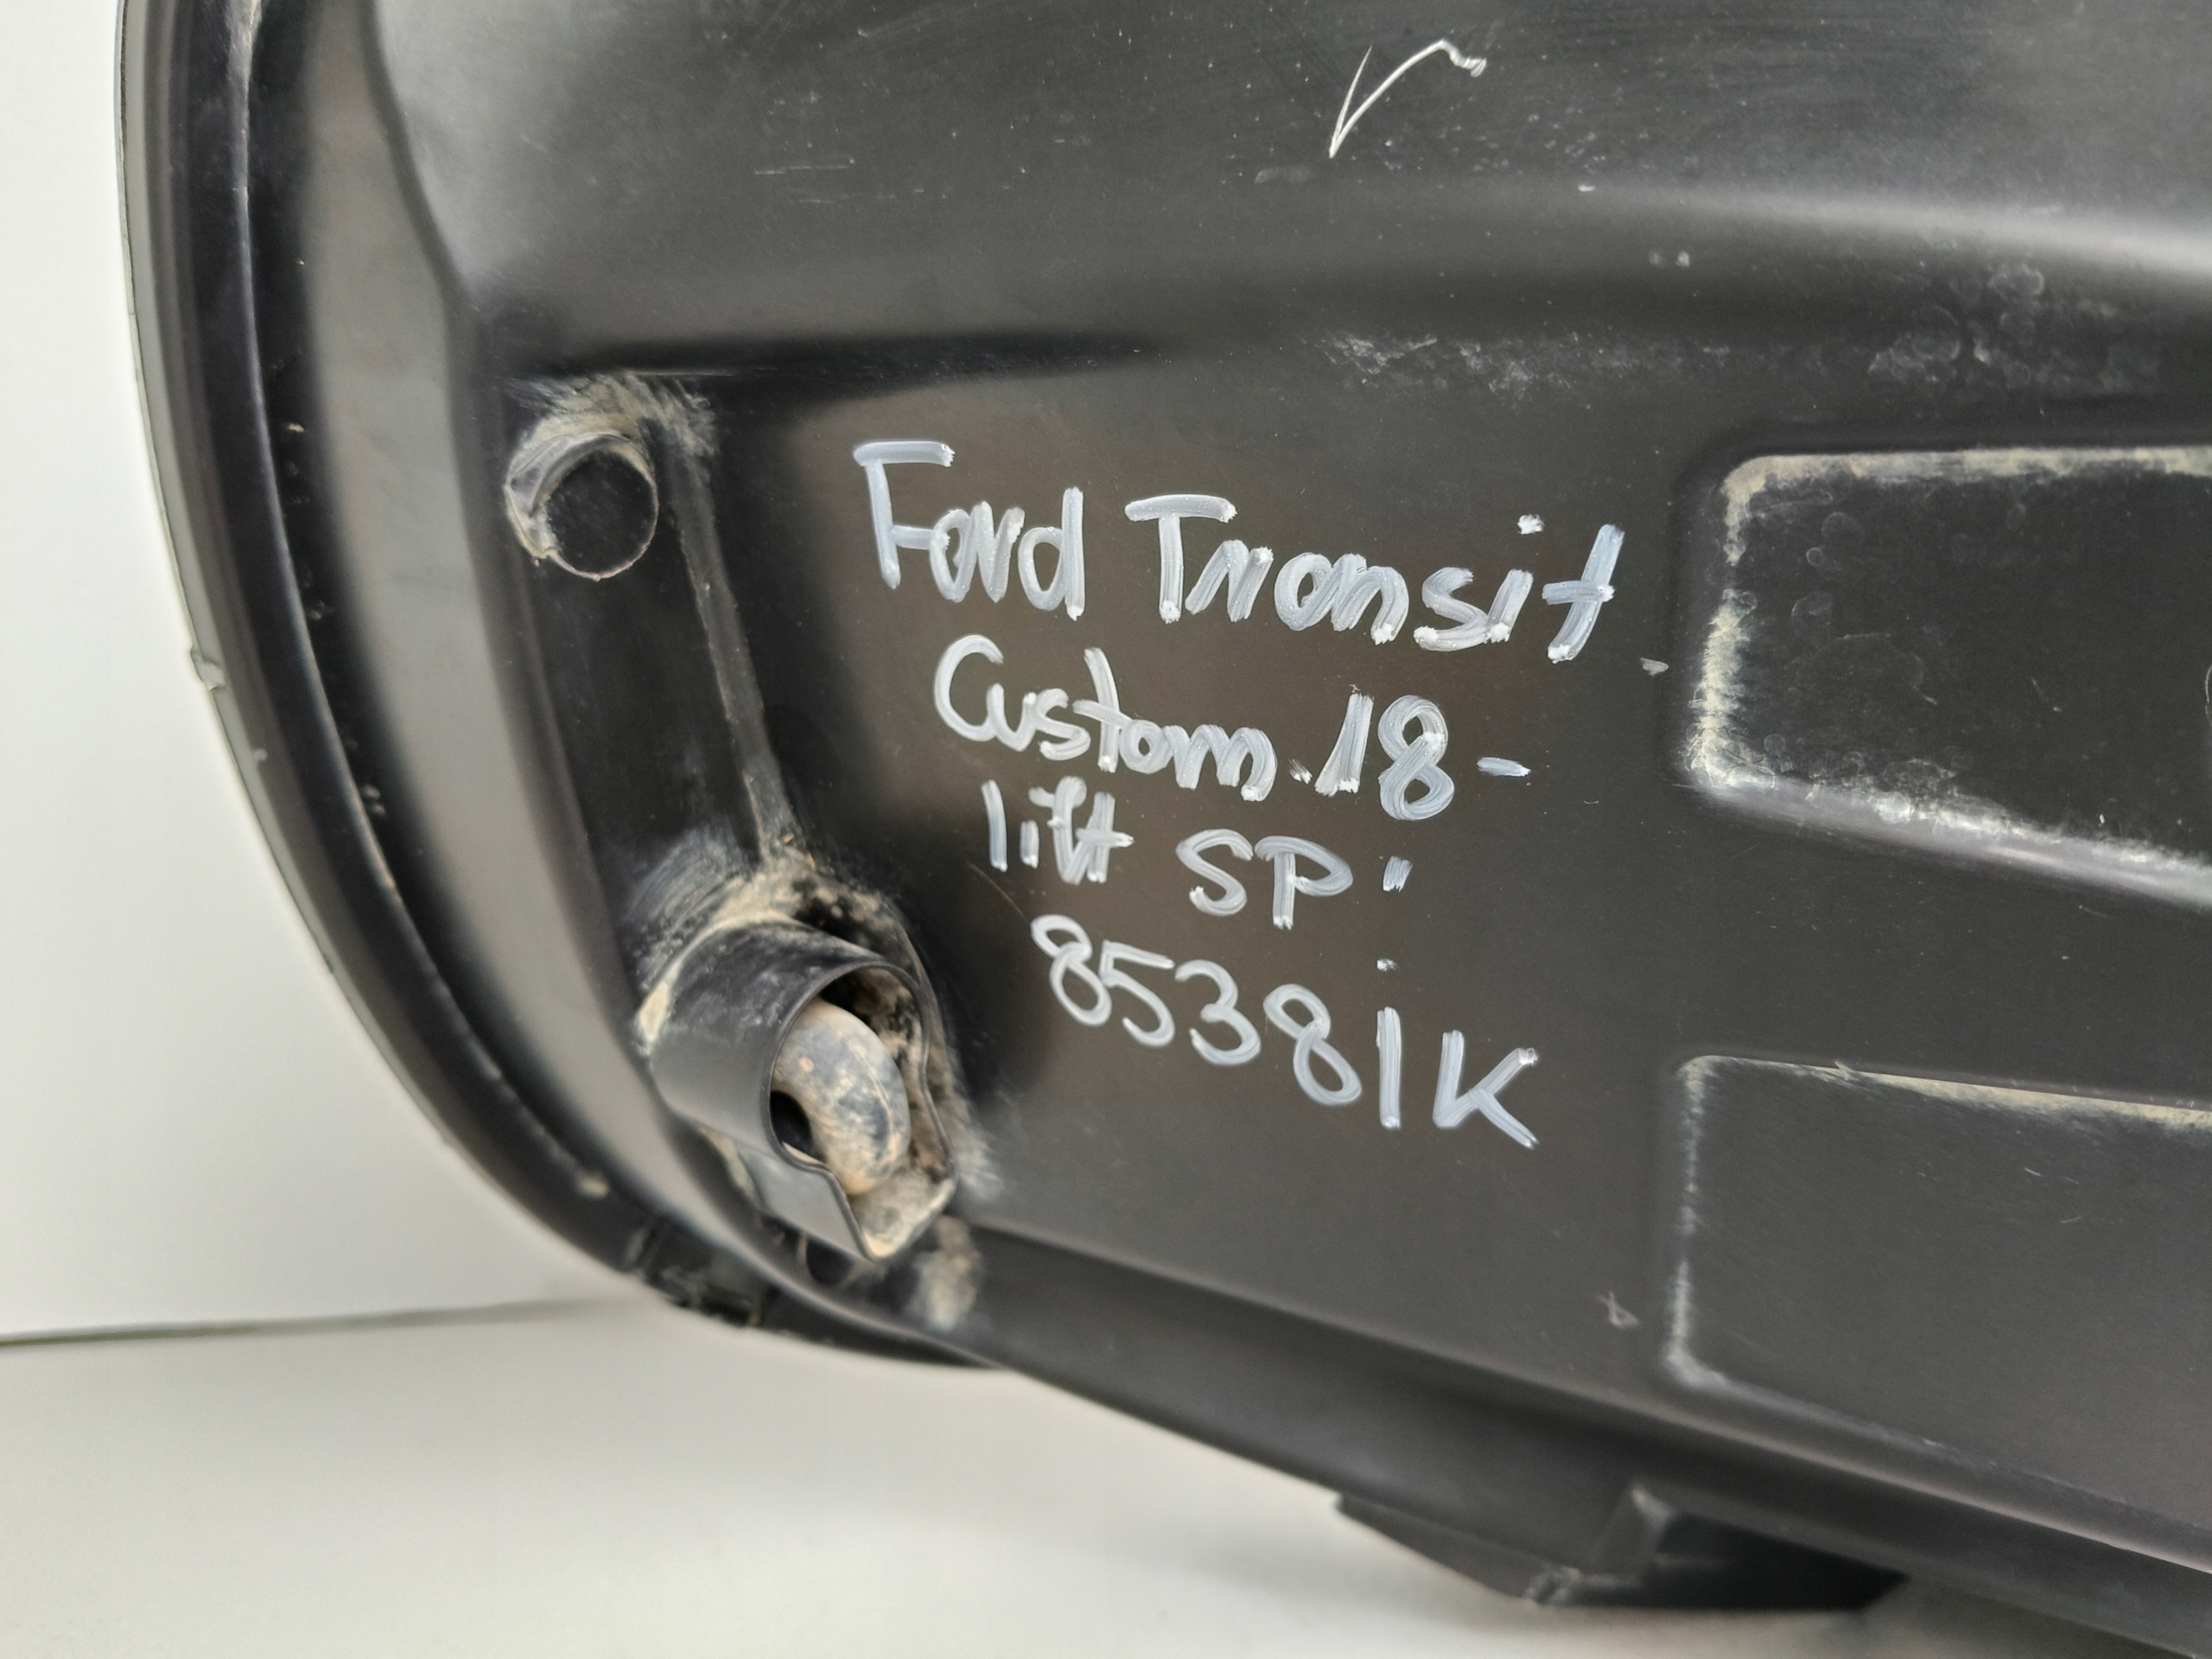 Ford Transit
Custom.18-
lift SP
85381K